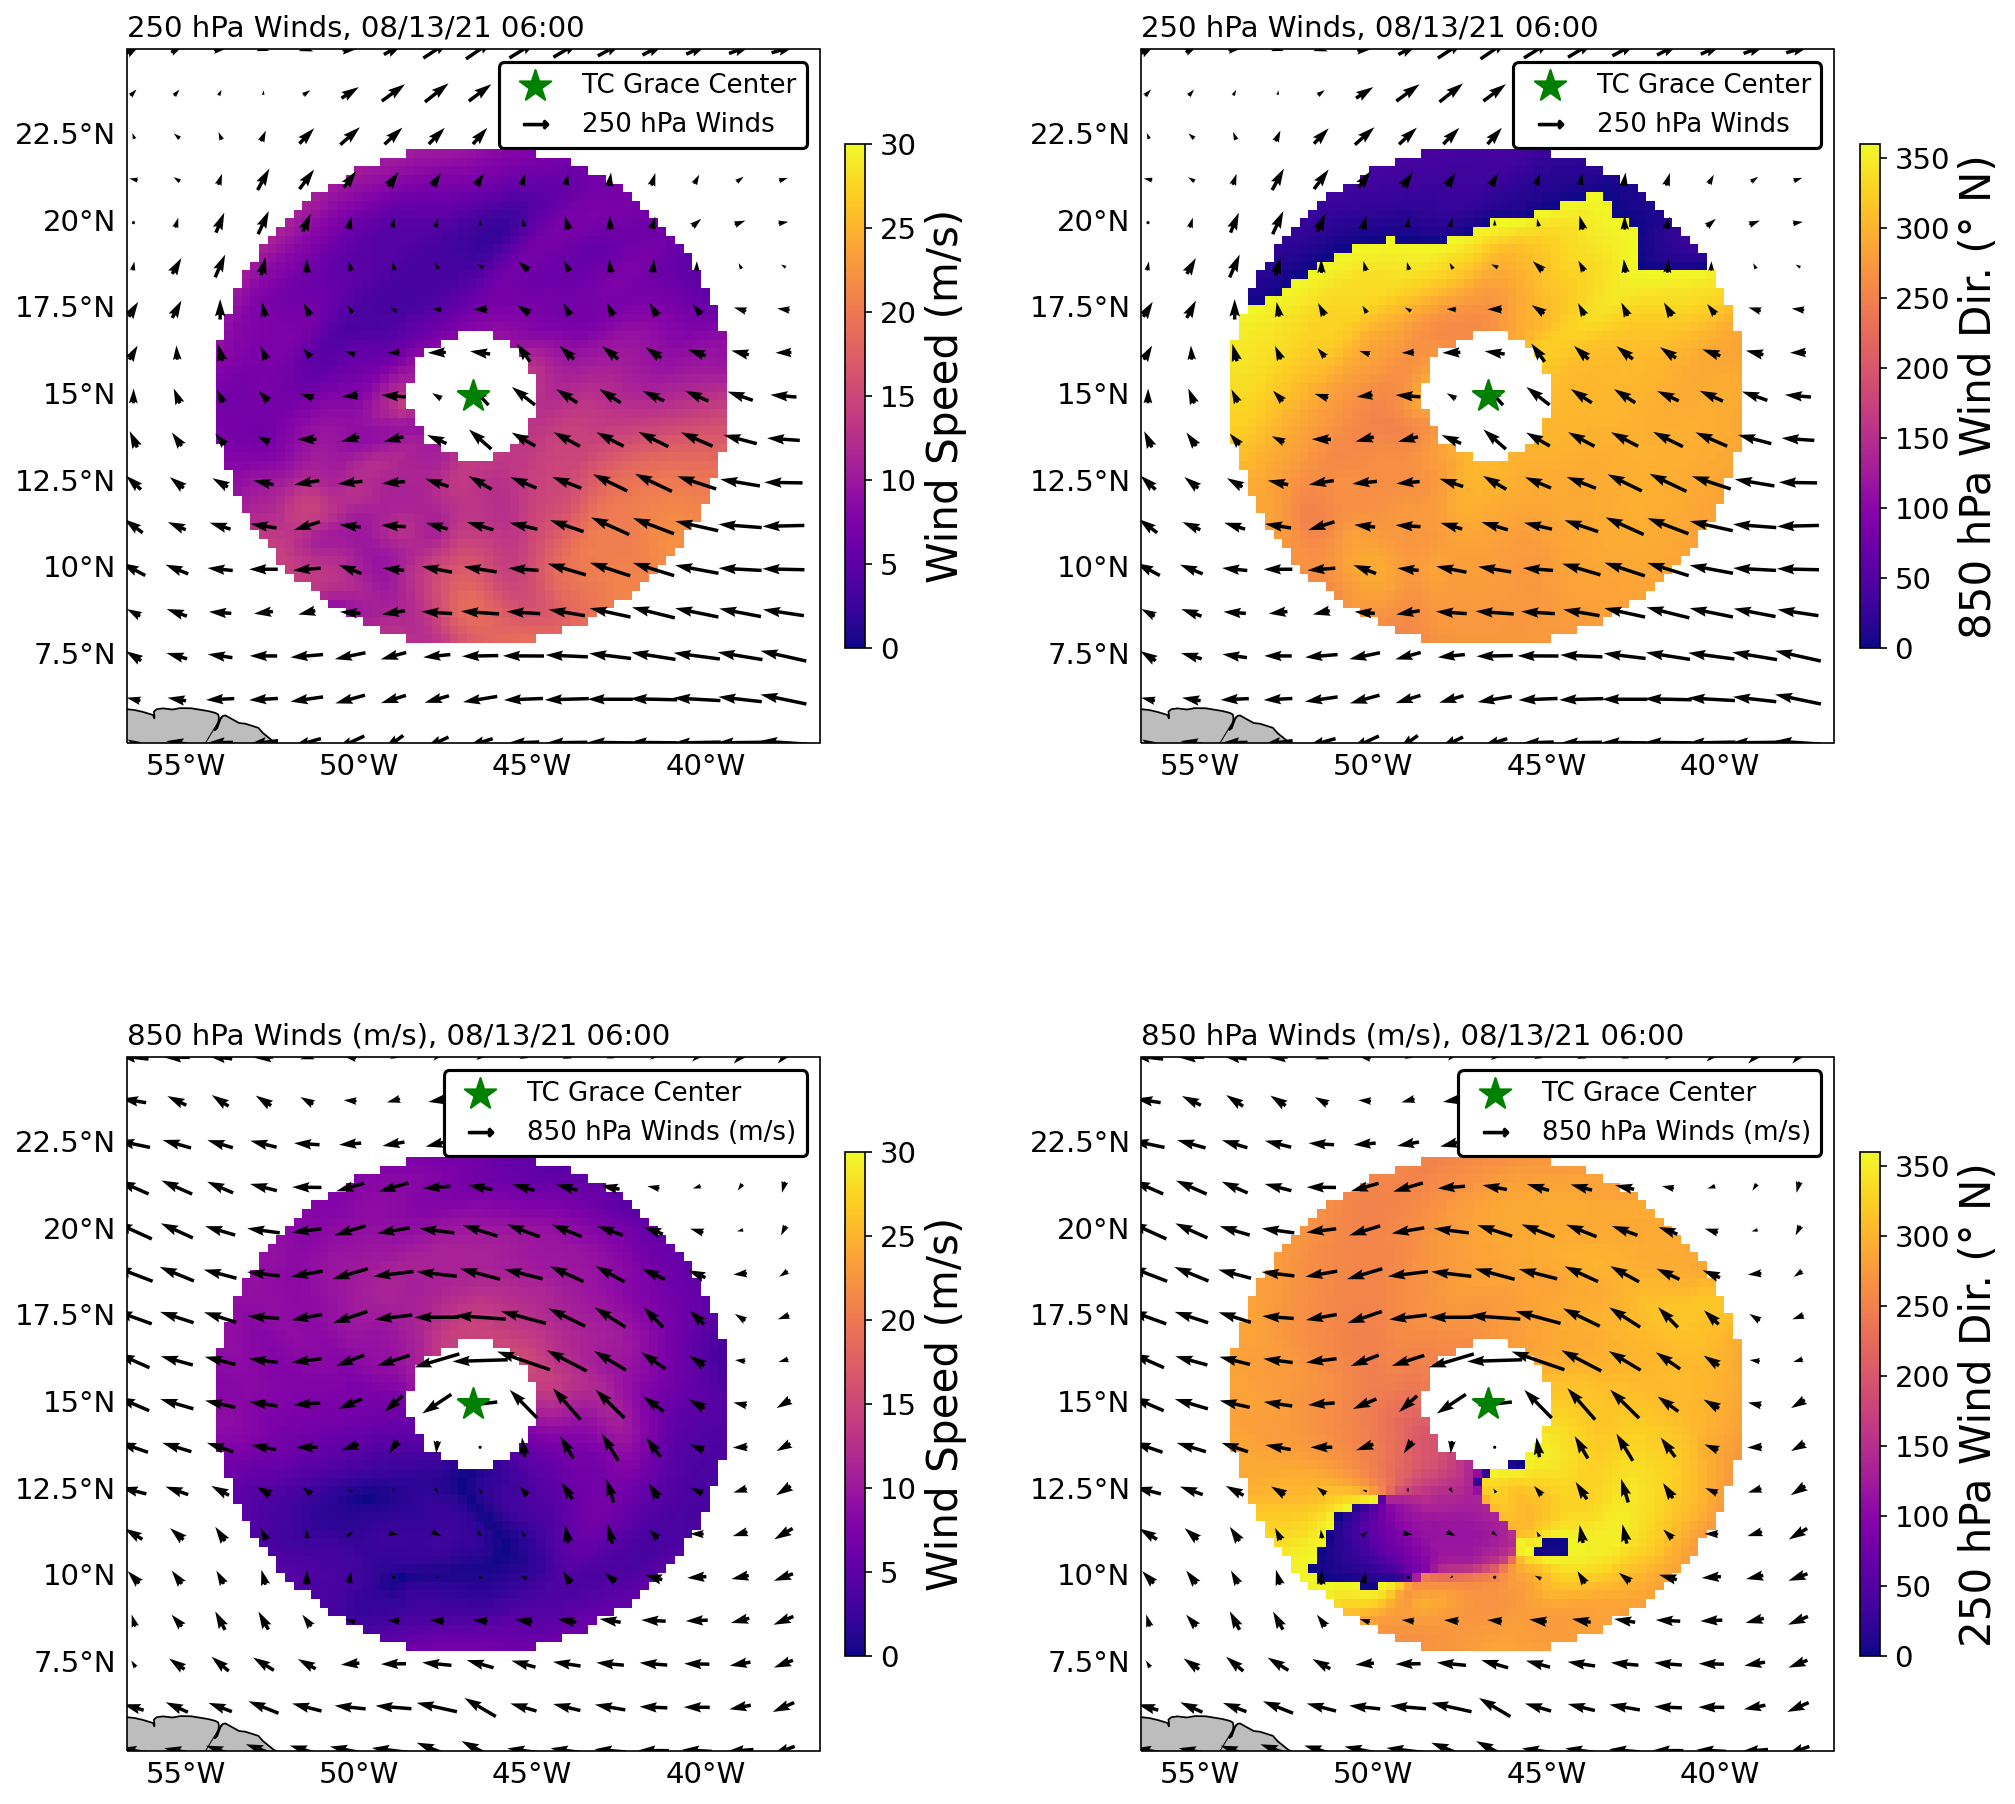 250 hPa Winds, 08/13/21 06:00
TC Grace Center
250 hPa Winds
22.5°N
20°N
17.5°N
15°N
12.5°N
10°N
7.5°N
55°W
50°W
45°W
40°W
30
25
20
15
10
5
0
Wind Speed (m/s)
250 hPa Winds, 08/13/21 06:00
TC Grace Center
250 hPa Winds
22.5°N
20°N
17.5°N
15°N
12.5°N
10°N
7.5°N
55°W
50°W
45°W
40°W
350
300
250
200
150
100
50
0
850 hPa Wind Dir. (° N)
850 hPa Winds (m/s), 08/13/21 06:00
TC Grace Center
850 hPa Winds (m/s)
22.5°N
20°N
17.5°N
15°N
12.5°N
10°N
7.5°N
55°W
50°W
45°W
40°W
30
25
20
15
10
5
0
Wind Speed (m/s)
850 hPa Winds (m/s), 08/13/21 06:00
TC Grace Center
850 hPa Winds (m/s)
22.5°N
20°N
17.5°N
15°N
12.5°N
10°N
7.5°N
55°W
50°W
45°W
40°W
350
300
250
200
150
100
50
0
250 hPa Wind Dir. (° N)